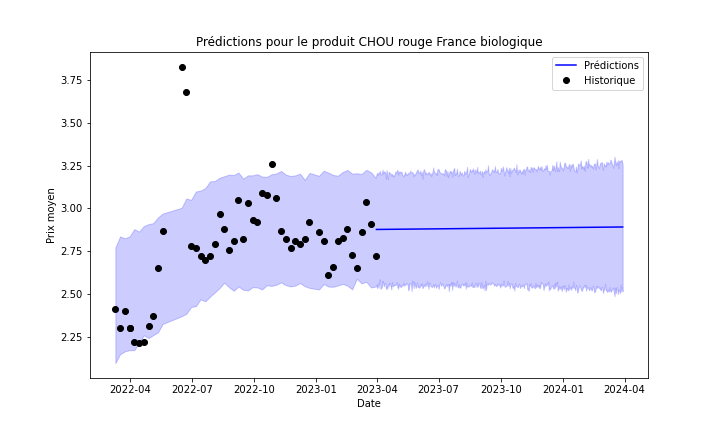 Prédictions pour le produit CHOU rouge France biologique
Prédictions
Historique
Prix moyen
3.75
3.50
3.25
3.00
2.75
2.50
2.25
2022-04 2022-07 2022-10 2023-01 2023-04 2023-07 2023-10 2024-01 2024-04
Date